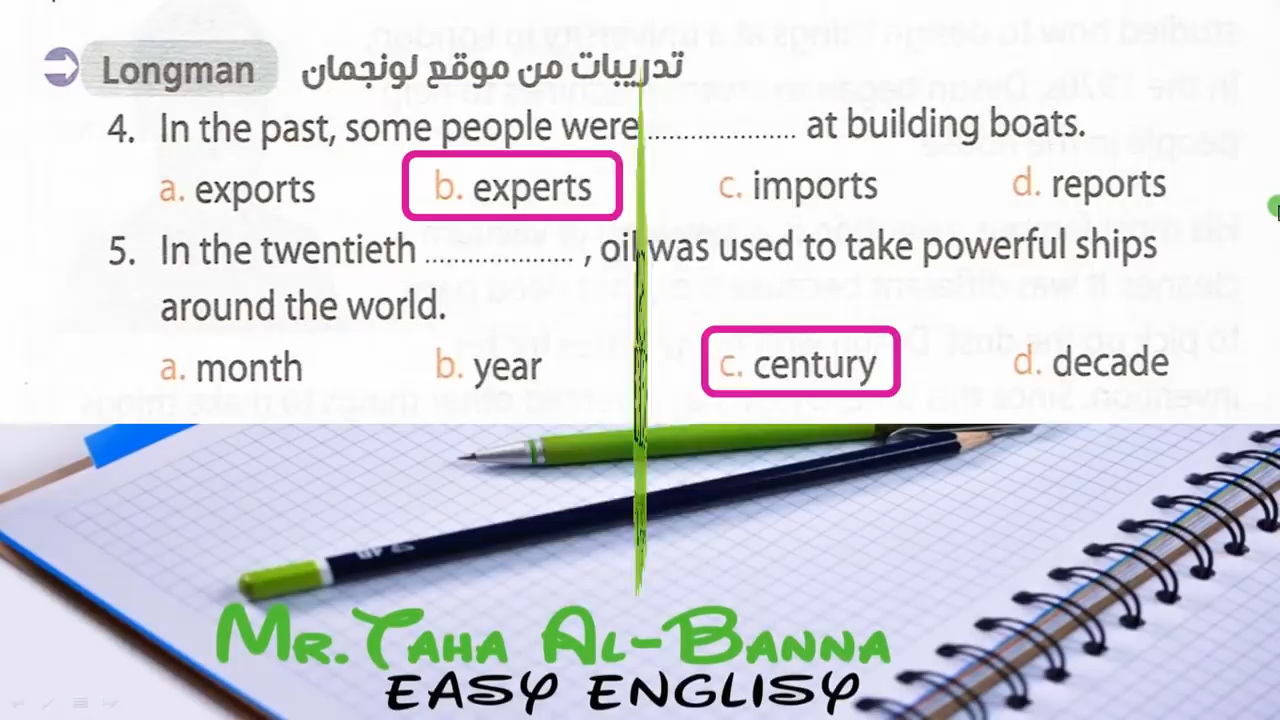 Longman تدريبات من موقع لونجمان
4. In the past, some people were .................... at building boats.
a. exports b. experts c. imports d. reports
5. In the twentieth ...................... , oil was used to take powerful ships
around the world.
a. month b. year c. century d. decade
MR.TAHA AL-BANNA
EASY ENGLISY